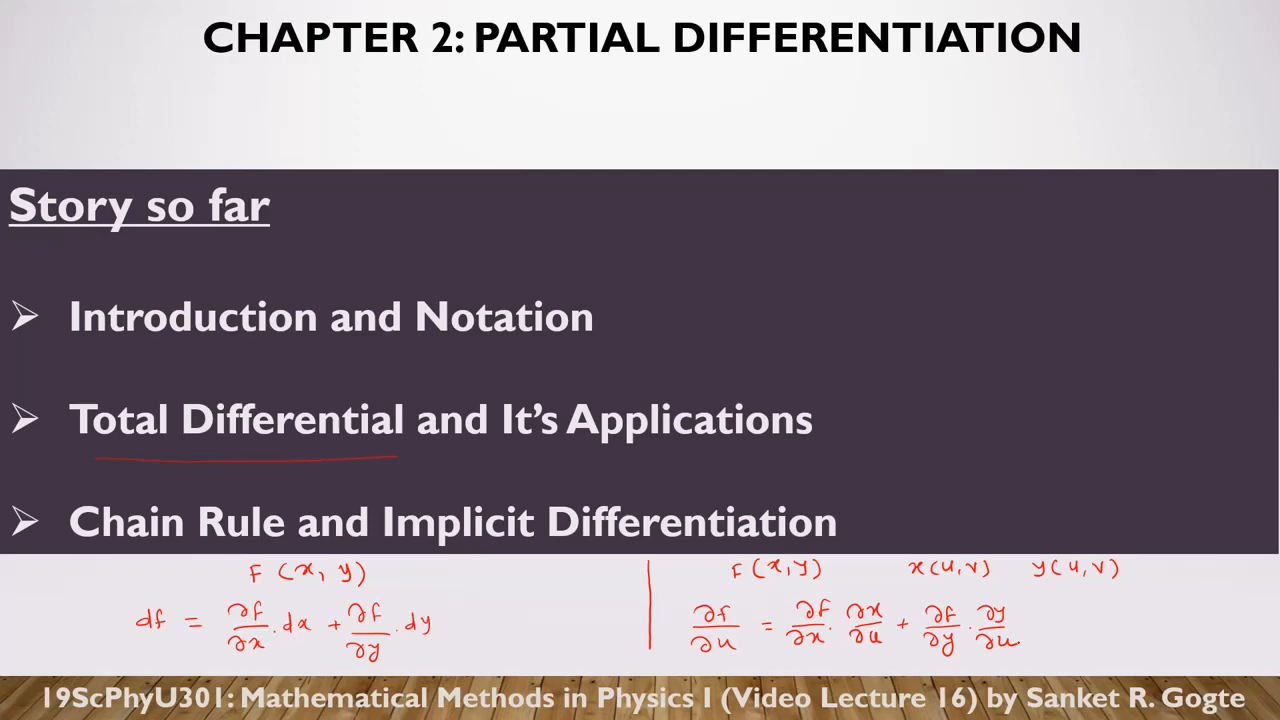 CHAPTER 2: PARTIAL DIFFERENTIATION
Story so far
➢ Introduction and Notation
➢ Total Differential and It's Applications
➢ Chain Rule and Implicit Differentiation
F (x, y)
df = ∂f/∂x . dx + ∂f/∂y . dy
F (x,y) x(u,v) y(u,v)
∂f/∂u = ∂f/∂x . ∂x/∂u + ∂f/∂y . ∂y/∂u.
19ScPhyU301: Mathematical Methods in Physics I (Video Lecture 16) by Sanket R. Gogte